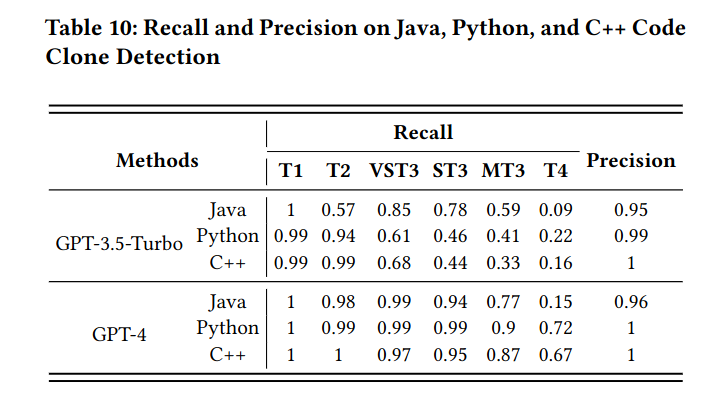 Table 10: Recall and Precision on Java, Python, and C++ Code
Clone Detection
Methods Recall Precision
T1 T2 VST3 ST3 MT3 T4
GPT-3.5-Turbo
Java 1 0.57 0.85 0.78 0.59 0.09 0.95
Python 0.99 0.94 0.61 0.46 0.41 0.22 0.99
C++ 0.99 0.99 0.68 0.44 0.33 0.16 1
GPT-4
Java 1 0.98 0.99 0.94 0.77 0.15 0.96
Python 1 0.99 0.99 0.99 0.9 0.72 1
C++ 1 1 0.97 0.95 0.87 0.67 1